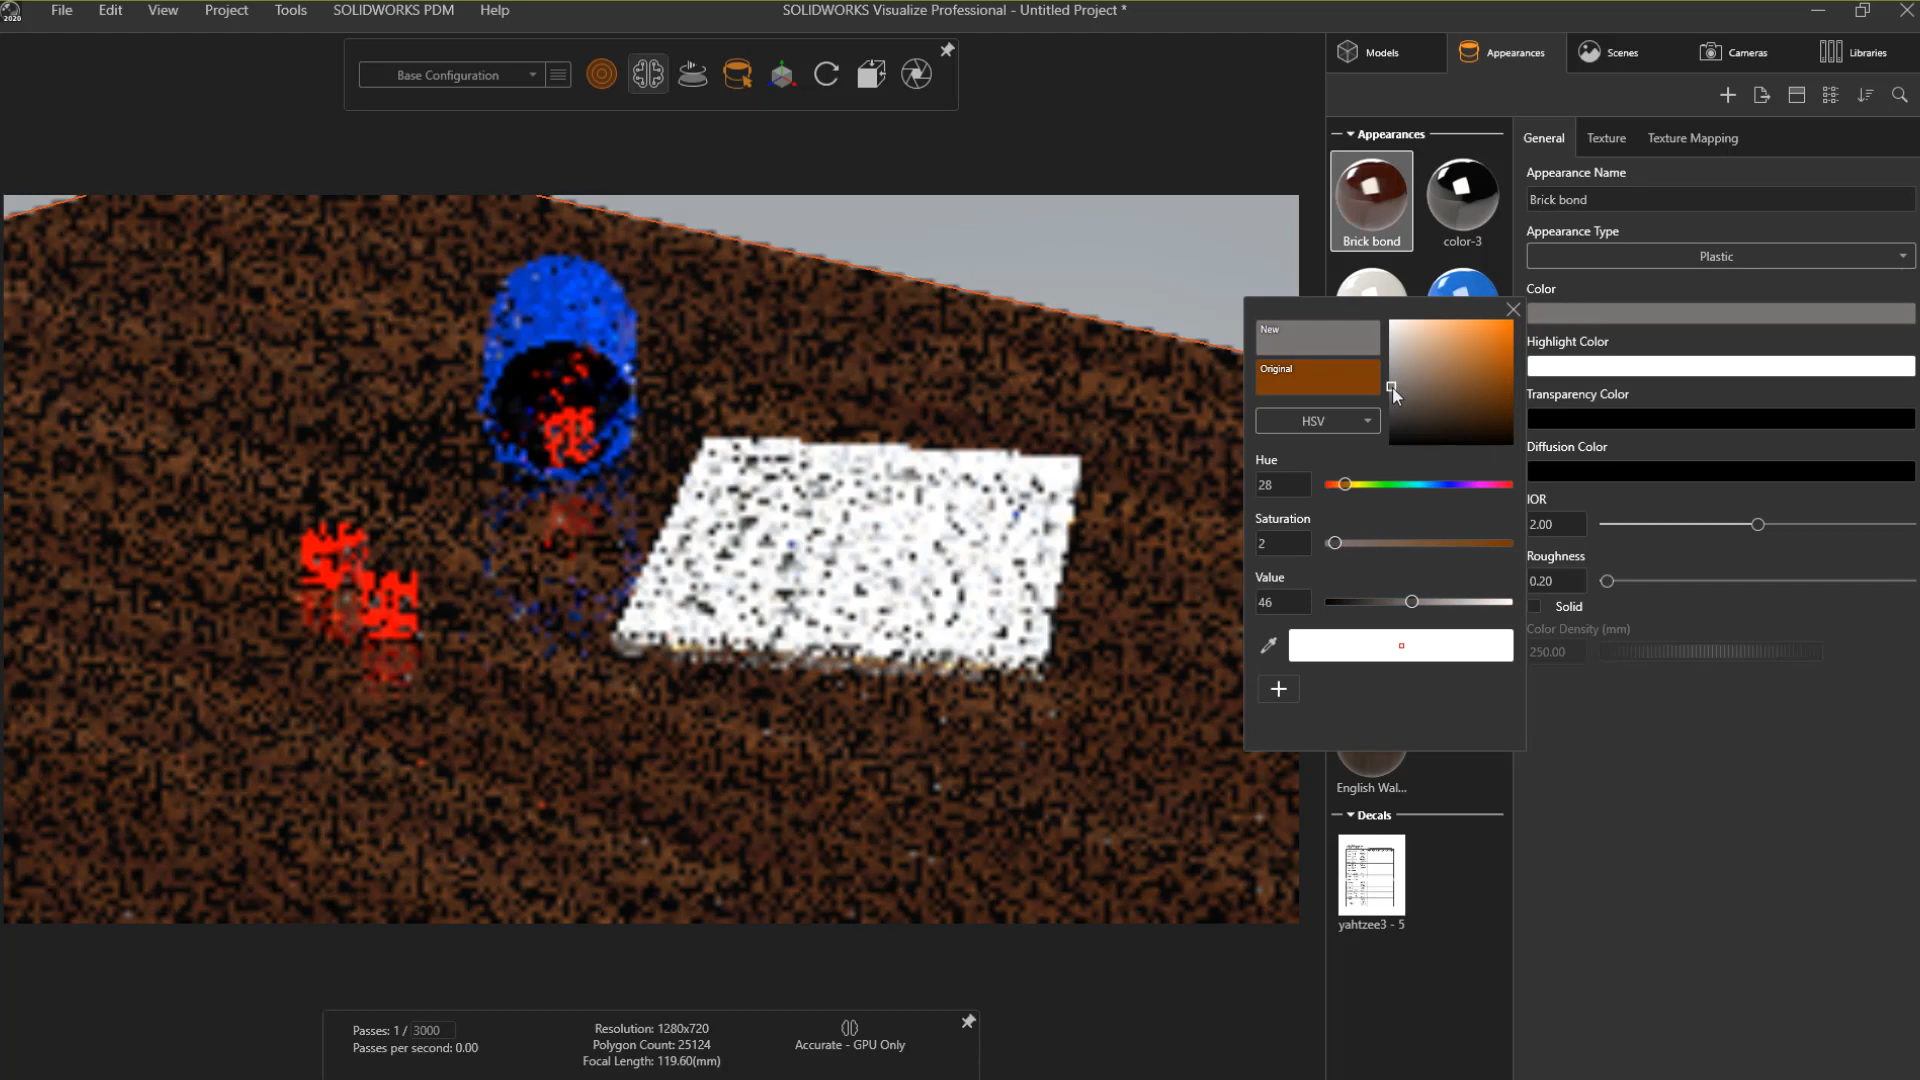 2020
File Edit View Project Tools SOLIDWORKS PDM Help
SOLIDWORKS Visualize Professional - Untitled Project *
Base Configuration
Models
Appearances
Scenes
Cameras
Libraries
Appearances
Brick bond
color-3
English Wal...
Decals
yahtzee3 - 5
General Texture Texture Mapping
Appearance Name
Brick bond
Appearance Type
Plastic
Color
Highlight Color
Transparency Color
Diffusion Color
IOR
2.00
Roughness
0.20
Solid
Color Density (mm)
250.00
New
Original
HSV
Hue
28
Saturation
2
Value
46
Passes: 1 / 3000
Passes per second: 0.00
Resolution: 1280x720
Polygon Count: 25124
Focal Length: 119.60(mm)
Accurate - GPU Only